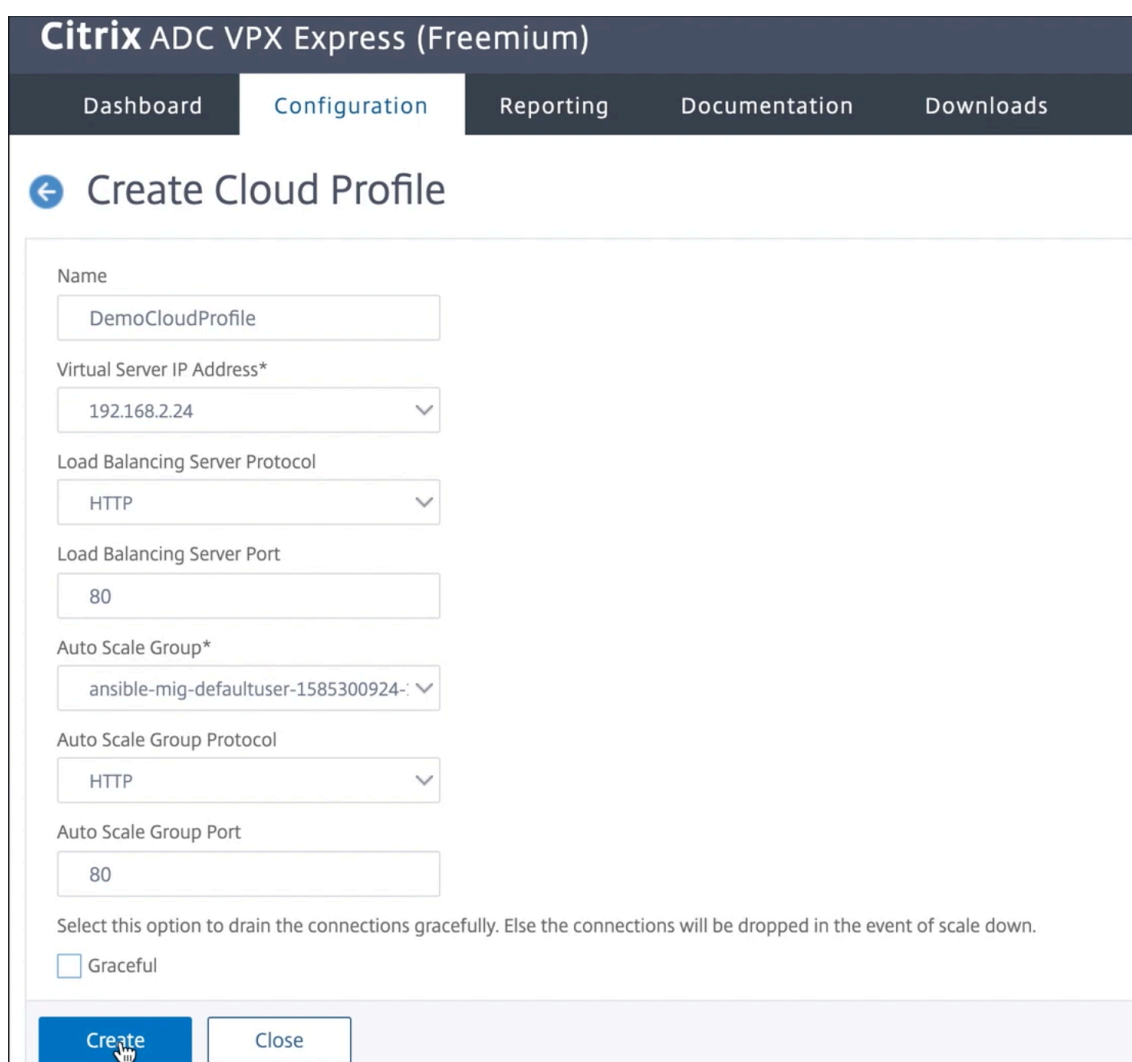 Citrix ADC VPX Express (Freemium)
Dashboard Configuration Reporting Documentation Downloads
Create Cloud Profile
Name
DemoCloudProfile
Virtual Server IP Address*
192.168.2.24
Load Balancing Server Protocol
HTTP
Load Balancing Server Port
80
Auto Scale Group*
ansible-mig-defaultuser-1585300924-
Auto Scale Group Protocol
HTTP
Auto Scale Group Port
80
Select this option to drain the connections gracefully. Else the connections will be dropped in the event of scale down.
Graceful
Create Close